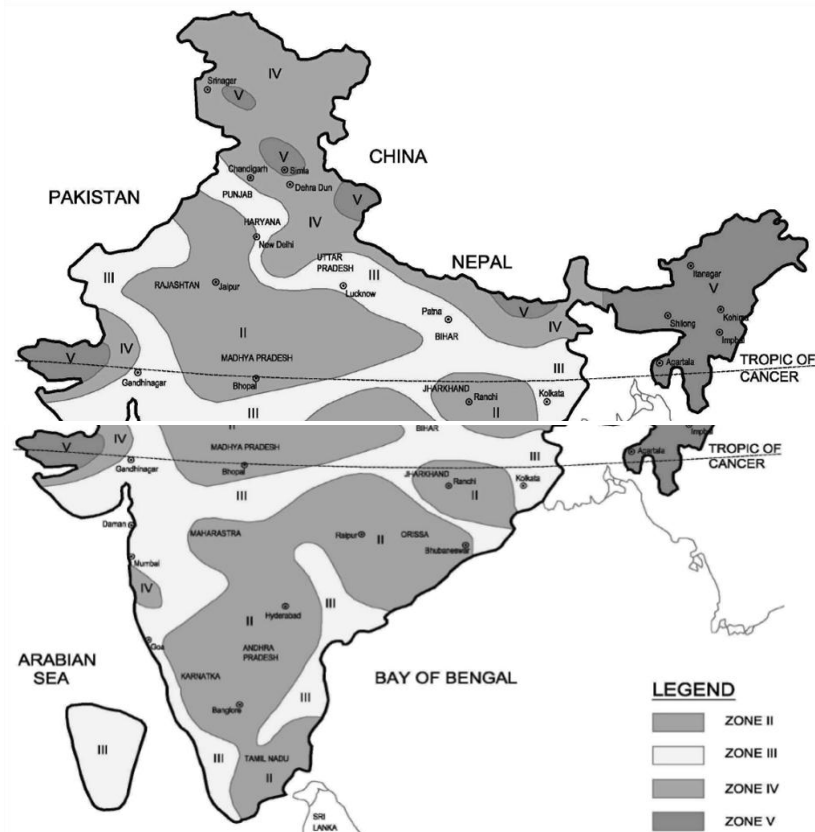 IV
Srinagar
V
CHINA
V
Chandigarh
Simla
Dehra Dun
PUNJAB
V
PAKISTAN
IV
HARYANA
New Delhi
UTTAR
PRADESH
III
NEPAL
III
RAJASHTAN
Jaipur
Lucknow
Itanagar
V
Patna
V
IV
Shilong
Kohima
Imphal
BIHAR
II
V
IV
MADHYA PRADESH
III
Gandhinagar
Bhopal
JHARKHAND
Ranchi
Kolkata
Agartala
TROPIC OF
CANCER
III
II
II
BIHAR
Imphal
V
IV
MADHYA PRADESH
III
Agartala
TROPIC OF
CANCER
Gandhinagar
Bhopal
JHARKHAND
Ranchi
Kolkata
III
II
Daman
MAHARASTRA
Raipur
II
ORISSA
Bhubaneswar
Mumbai
IV
Hyderabad
III
II
Goa
ANDHRA
PRADESH
ARABIAN
SEA
KARNATKA
BAY OF BENGAL
III
Banglore
LEGEND
ZONE II
III
III
TAMIL NADU
ZONE III
II
ZONE IV
SRI
LANKA
ZONE V